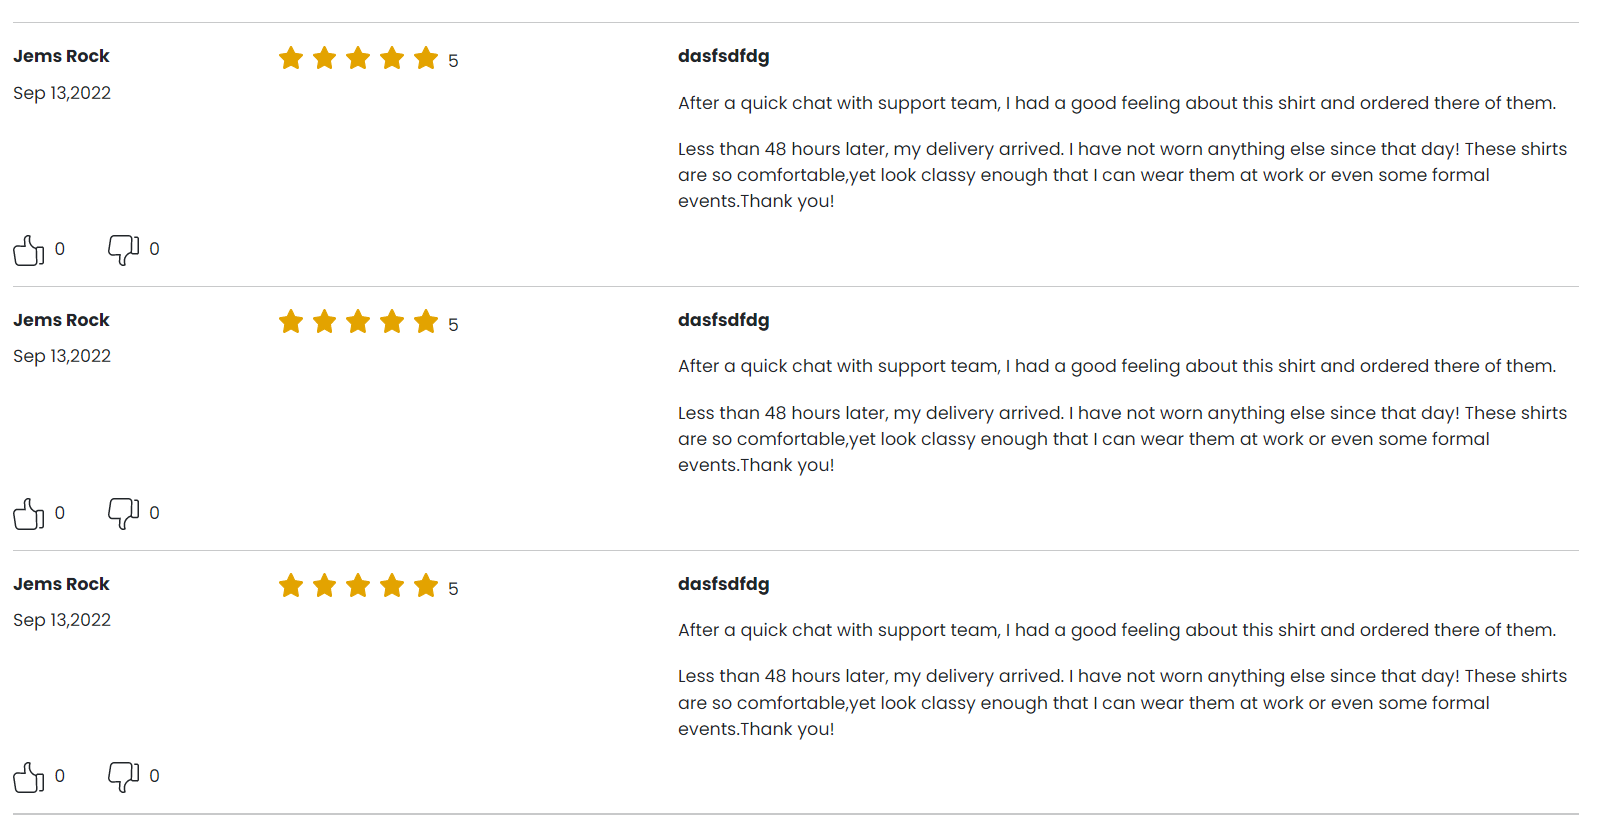 Jems Rock
5
dasfsdfdg
Sep 13,2022
After a quick chat with support team, I had a good feeling about this shirt and ordered there of them.
Less than 48 hours later, my delivery arrived. I have not worn anything else since that day! These shirts
are so comfortable,yet look classy enough that I can wear them at work or even some formal
events.Thank you!
0
0
Jems Rock
5
dasfsdfdg
Sep 13,2022
After a quick chat with support team, I had a good feeling about this shirt and ordered there of them.
Less than 48 hours later, my delivery arrived. I have not worn anything else since that day! These shirts
are so comfortable,yet look classy enough that I can wear them at work or even some formal
events.Thank you!
0
0
Jems Rock
5
dasfsdfdg
Sep 13,2022
After a quick chat with support team, I had a good feeling about this shirt and ordered there of them.
Less than 48 hours later, my delivery arrived. I have not worn anything else since that day! These shirts
are so comfortable,yet look classy enough that I can wear them at work or even some formal
events.Thank you!
0
0